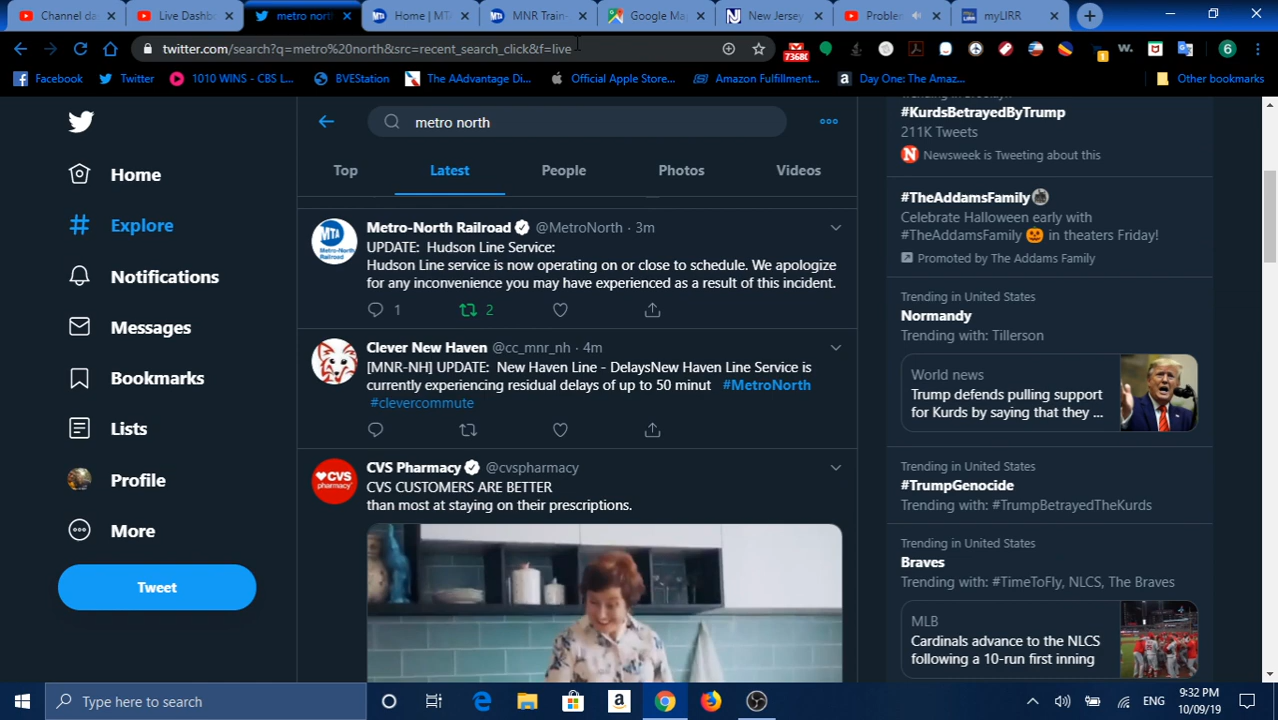 Channel da
Live Dashb
metro nort
Home | MTA
MNR Train-
Google Ma
New Jersey
Problem
myLIRR
twitter.com/search?q=metro%20north&src=recent_search_click&f=live
7368
6
Facebook
Twitter
1010 WINS - CBS L...
BVEStation
The AAdvantage Di...
Official Apple Store...
Amazon Fulfillment...
Day One: The Amaz...
Other bookmarks
Home
Explore
Notifications
Messages
Bookmarks
Lists
Profile
More
Tweet
metro north
Top
Latest
People
Photos
Videos
Metro-North Railroad @MetroNorth · 3m
UPDATE: Hudson Line Service:
Hudson Line service is now operating on or close to schedule. We apologize
for any inconvenience you may have experienced as a result of this incident.
1
2
Clever New Haven @cc_mnr_nh · 4m
[MNR-NH] UPDATE: New Haven Line - DelaysNew Haven Line Service is
currently experiencing residual delays of up to 50 minut #MetroNorth
#clevercommute
CVS Pharmacy @cvspharmacy
CVS CUSTOMERS ARE BETTER
than most at staying on their prescriptions.
#KurdsBetrayedByTrump
211K Tweets
Newsweek is Tweeting about this
#TheAddamsFamily
Celebrate Halloween early with
#TheAddamsFamily 🎃 in theaters Friday!
Promoted by The Addams Family
Trending in United States
Normandy
Trending with: Tillerson
World news
Trump defends pulling support
for Kurds by saying that they ...
Trending in United States
#TrumpGenocide
Trending with: #TrumpBetrayedTheKurds
Trending in United States
Braves
Trending with: #TimeToFly, NLCS, The Braves
MLB
Cardinals advance to the NLCS
following a 10-run first inning
Type here to search
ENG
9:32 PM
10/09/19